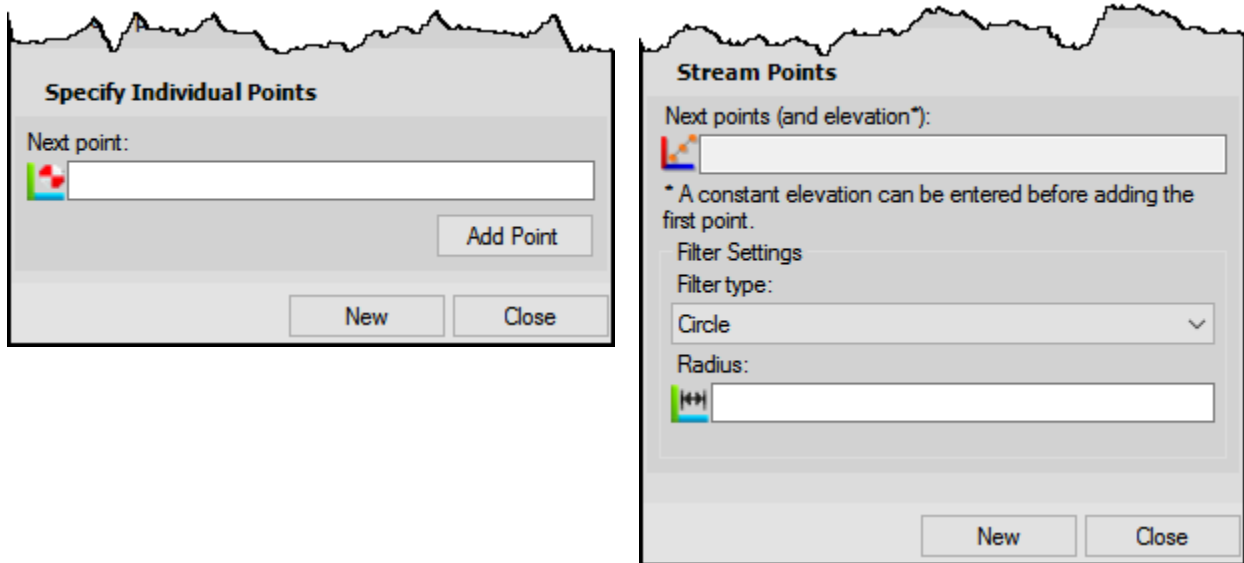 Specify Individual Points
Next point:
Add Point
New Close
Stream Points
Next points (and elevation*):
* A constant elevation can be entered before adding the
first point.
Filter Settings
Filter type:
Circle
Radius:
New Close